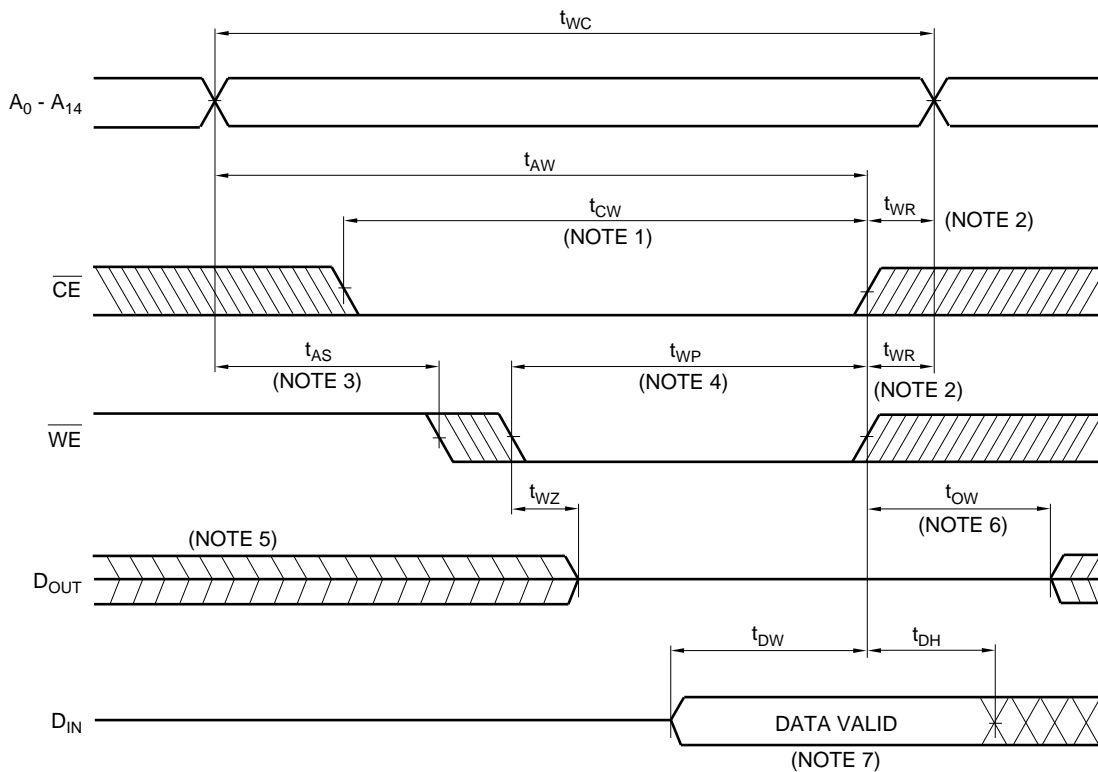 tWC
A0 - A14
tAW
tCW
tWR
(NOTE 1)
(NOTE 2)
CE
tAS
tWP
tWR
(NOTE 3)
(NOTE 4)
(NOTE 2)
WE
tWZ
tOW
(NOTE 5)
(NOTE 6)
DOUT
tDW
tDH
DIN
DATA VALID
(NOTE 7)